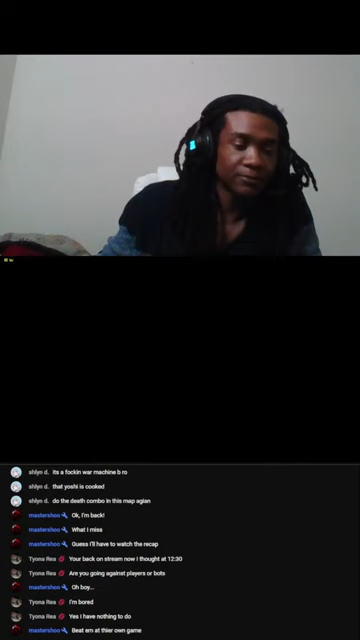 shlyn d. its a fockin war machine b ro
shlyn d. that yoshi is cooked
shlyn d. do the death combo in this map agian
mastershoo Ok, I'm back!
mastershoo What I miss
mastershoo Guess I'll have to watch the recap
Tyona Rea Your back on stream now I thought at 12:30
Tyona Rea Are you going against players or bots
mastershoo Oh boy...
Tyona Rea I'm bored
Tyona Rea Yes I have nothing to do
mastershoo Beat em at thier own game